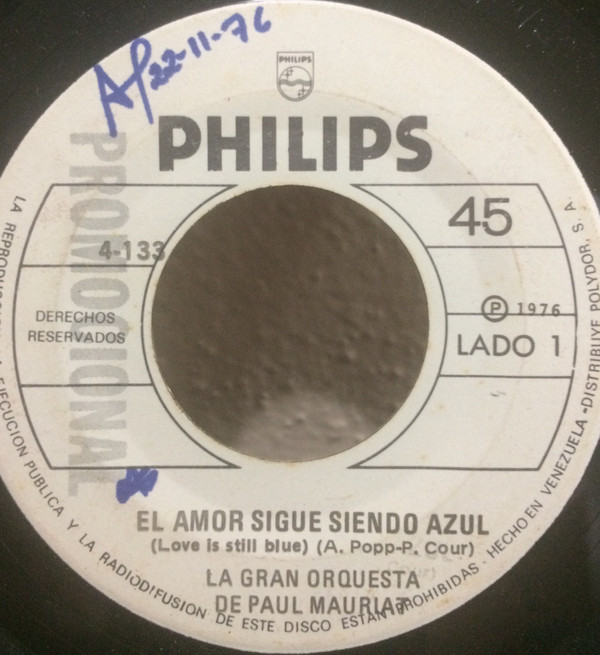 AP 22-11-76
PHILIPS
PHILIPS
PROMOCIONAL
4-133
45
DERECHOS
RESERVADOS
℗ 1976
LADO 1
EL AMOR SIGUE SIENDO AZUL
(Love is still blue) (A. Popp-P. Cour)
LA GRAN ORQUESTA
DE PAUL MAURIAT
LA REPRODUCCION, LA EJECUCION PUBLICA Y LA RADIODIFUSION DE ESTE DISCO ESTAN PROHIBIDAS - HECHO EN VENEZUELA - DISTRIBUYE POLYDOR, S. A.